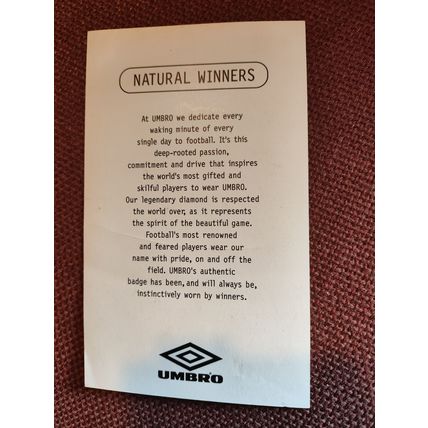 NATURAL WINNERS
At UMBRO we dedicate every
waking minute of every
single day to football. It's this
deep-rooted passion,
commitment and drive that inspires
the world's most gifted and
skilful players to wear UMBRO.
Our legendary diamond is respected
the world over, as it represents
the spirit of the beautiful game.
Football's most renowned
and feared players wear our
name with pride, on and off the
field. UMBRO's authentic
badge has been, and will always be,
instinctively worn by winners.
UMBRO